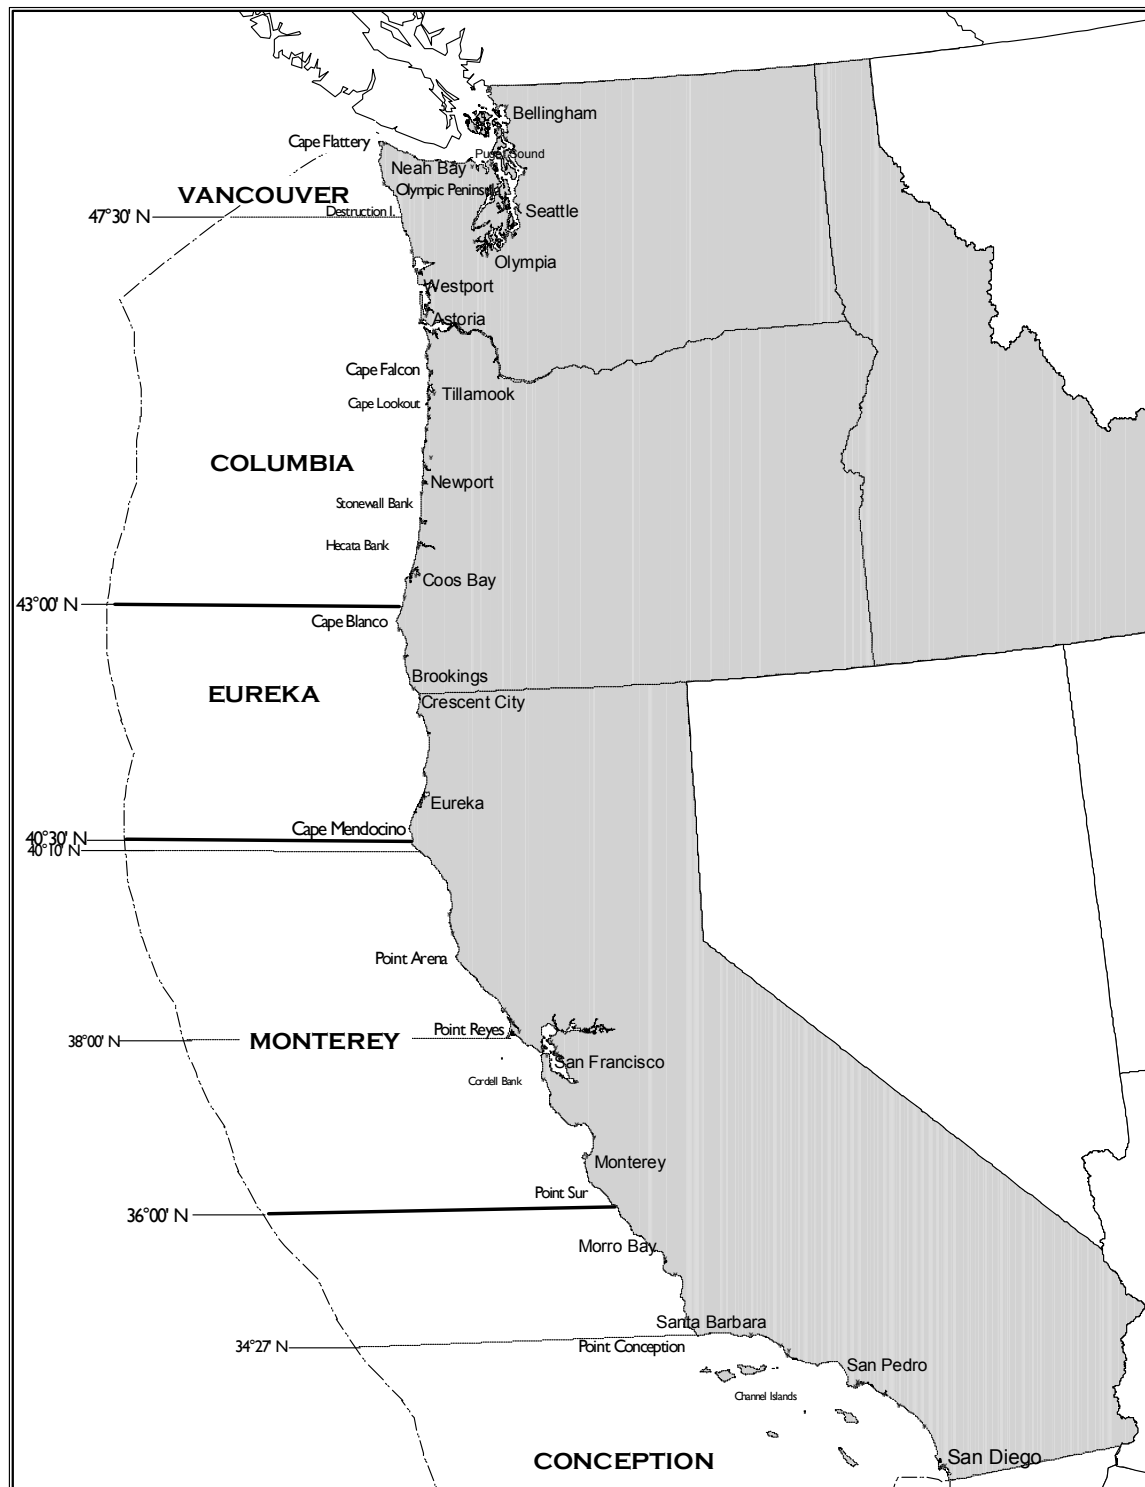 Bellingham
Cape Flattery
Puget Sound
Neah Bay
VANCOUVER
Olympic Peninsula
47°30' N
Destruction I.
Seattle
Olympia
Westport
Astoria
Cape Falcon
Tillamook
Cape Lookout
COLUMBIA
Newport
Stonewall Bank
Hecata Bank
Coos Bay
43°00' N
Cape Blanco
Brookings
EUREKA
Crescent City
Eureka
Cape Mendocino
40°30' N
40°10' N
Point Arena
Point Reyes
38°00' N
MONTEREY
San Francisco
Cordell Bank
Monterey
Point Sur
36°00' N
Morro Bay
Santa Barbara
34°27' N
Point Conception
San Pedro
Channel Islands
CONCEPTION
San Diego